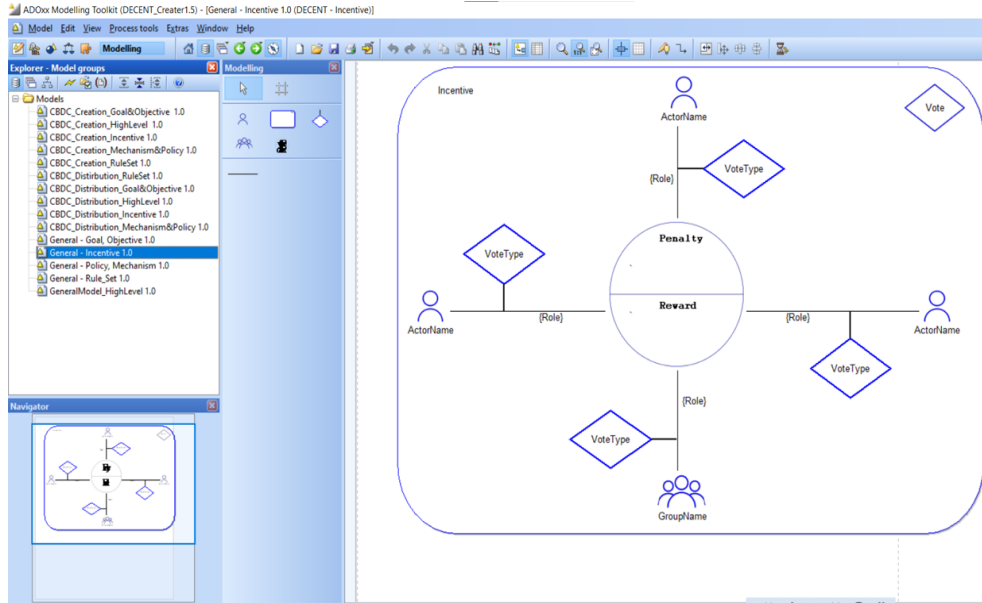 ADOxx Modelling Toolkit (DECENT_Creater1.5) - [General - Incentive 1.0 (DECENT - Incentive)]
Model Edit View Process tools Extras Window Help
Modelling
Explorer - Model groups
Models
CBDC_Creation_Goal&Objective 1.0
CBDC_Creation_HighLevel 1.0
CBDC_Creation_Incentive 1.0
CBDC_Creation_Mechanism&Policy 1.0
CBDC_Creation_RuleSet 1.0
CBDC_Distribution_RuleSet 1.0
CBDC_Distribution_Goal&Objective 1.0
CBDC_Distribution_HighLevel 1.0
CBDC_Distribution_Incentive 1.0
CBDC_Distribution_Mechanism&Policy 1.0
General - Goal, Objective 1.0
General - Incentive 1.0
General - Policy, Mechanism 1.0
General - Rule_Set 1.0
GeneralModel_HighLevel 1.0
Navigator
Modelling
Incentive
ActorName
Vote
VoteType
{Role}
Penalty
VoteType
Reward
{Role}
{Role}
ActorName
ActorName
VoteType
{Role}
VoteType
GroupName